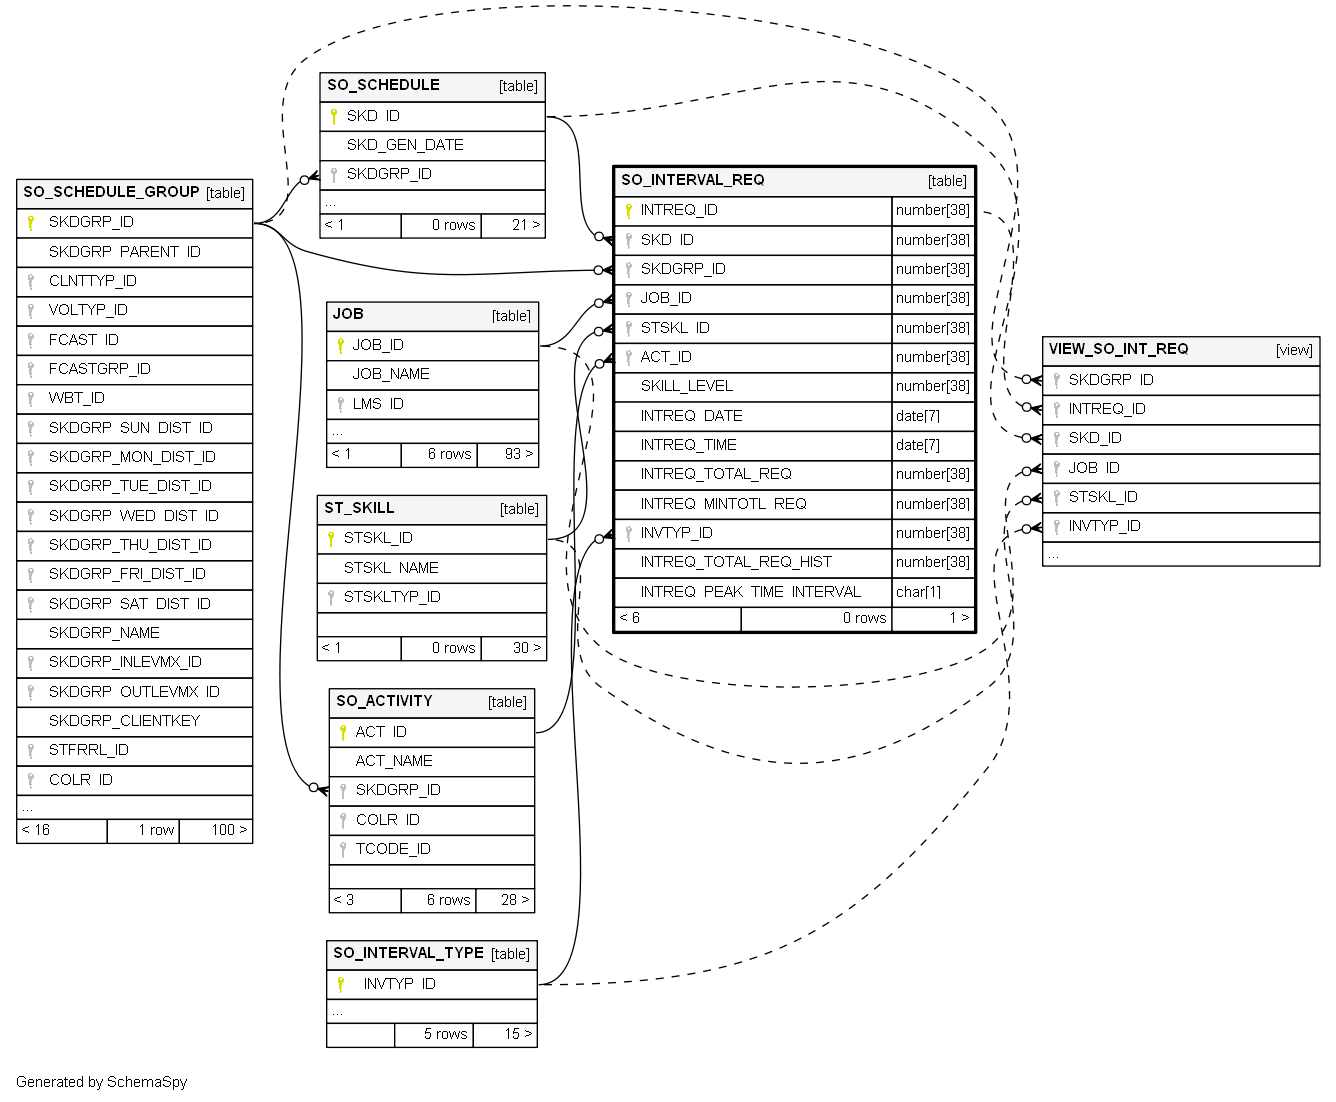 SO_SCHEDULE [table]
SKD_ID
SKD_GEN_DATE
SKDGRP_ID
...
< 1 0 rows 21 >
SO_SCHEDULE_GROUP [table]
SKDGRP_ID
SKDGRP_PARENT_ID
CLNTTYP_ID
VOLTYP_ID
FCAST_ID
FCASTGRP_ID
WBT_ID
SKDGRP_SUN_DIST_ID
SKDGRP_MON_DIST_ID
SKDGRP_TUE_DIST_ID
SKDGRP_WED_DIST_ID
SKDGRP_THU_DIST_ID
SKDGRP_FRI_DIST_ID
SKDGRP_SAT_DIST_ID
SKDGRP_NAME
SKDGRP_INLEVMX_ID
SKDGRP_OUTLEVMX_ID
SKDGRP_CLIENTKEY
STFRRL_ID
COLR_ID
...
< 16 1 row 100 >
JOB [table]
JOB_ID
JOB_NAME
LMS_ID
...
< 1 6 rows 93 >
ST_SKILL [table]
STSKL_ID
STSKL_NAME
STSKLTYP_ID
< 1 0 rows 30 >
SO_ACTIVITY [table]
ACT_ID
ACT_NAME
SKDGRP_ID
COLR_ID
TCODE_ID
< 3 6 rows 28 >
SO_INTERVAL_TYPE [table]
INVTYP_ID
...
5 rows 15 >
SO_INTERVAL_REQ [table]
INTREQ_ID number[38]
SKD_ID number[38]
SKDGRP_ID number[38]
JOB_ID number[38]
STSKL_ID number[38]
ACT_ID number[38]
SKILL_LEVEL number[38]
INTREQ_DATE date[7]
INTREQ_TIME date[7]
INTREQ_TOTAL_REQ number[38]
INTREQ_MINTOTL_REQ number[38]
INVTYP_ID number[38]
INTREQ_TOTAL_REQ_HIST number[38]
INTREQ_PEAK_TIME_INTERVAL char[1]
< 6 0 rows 1 >
VIEW_SO_INT_REQ [view]
SKDGRP_ID
INTREQ_ID
SKD_ID
JOB_ID
STSKL_ID
INVTYP_ID
...
Generated by SchemaSpy